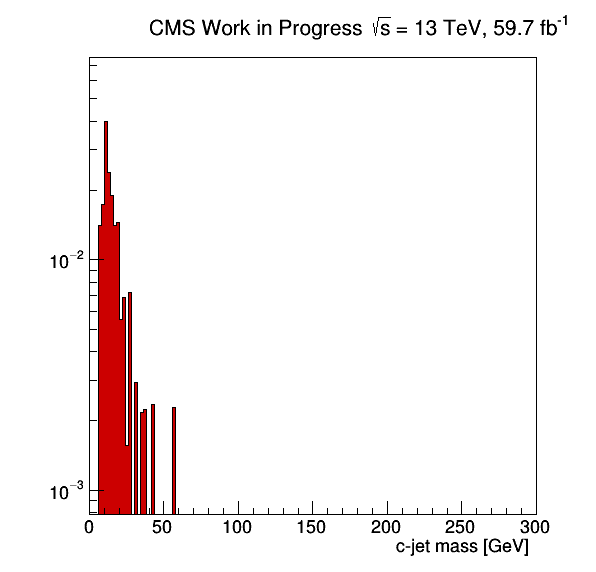 CMS Work in Progress √s = 13 TeV, 59.7 fb⁻¹
10⁻²
10⁻³
0 50 100 150 200 250 300
c-jet mass [GeV]